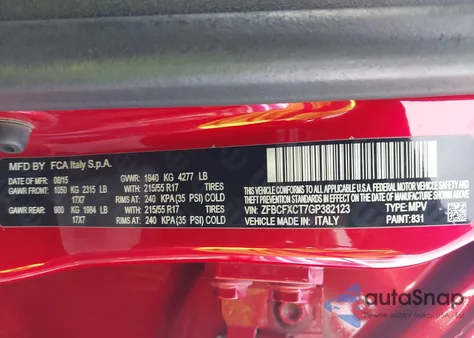 MFD BY FCA Italy S.p.A.
DATE OF MFR 08/15 GVWR: 1940 KG 4277 LB
GAWR FRONT: 1050 KG 2315 LB WITH 215/55 R17 TIRES
17X7 RIMS AT 240 KPA (35 PSI) COLD
GAWR REAR: 900 KG 1984 LB WITH 215/55 R17 TIRES
17X7 RIMS AT 240 KPA (35 PSI) COLD
THIS VEHICLE CONFORMS TO ALL APPLICABLE U.S.A. FEDERAL MOTOR VEHICLE
SAFETY, BUMPER, AND THEFT PREVENTION STANDARDS IN EFFECT ON THE DATE OF
MANUFACTURE SHOWN ABOVE.
VIN: ZFBCFXCT7GP382123 TYPE: MPV
VEHICLE MADE IN: ITALY PAINT: 831
autoSnap